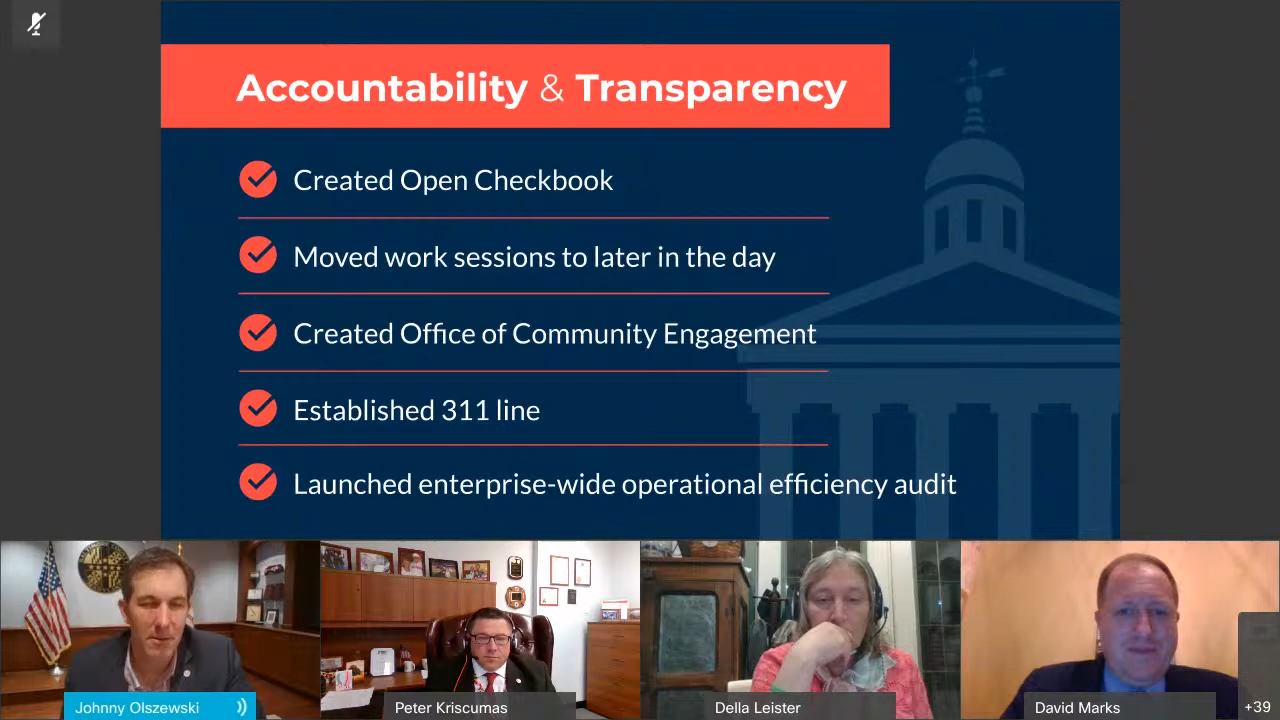 Accountability & Transparency
Created Open Checkbook
Moved work sessions to later in the day
Created Office of Community Engagement
Established 311 line
Launched enterprise-wide operational efficiency audit
Johnny Olszewski
Peter Kriscumas
Della Leister
David Marks
+39